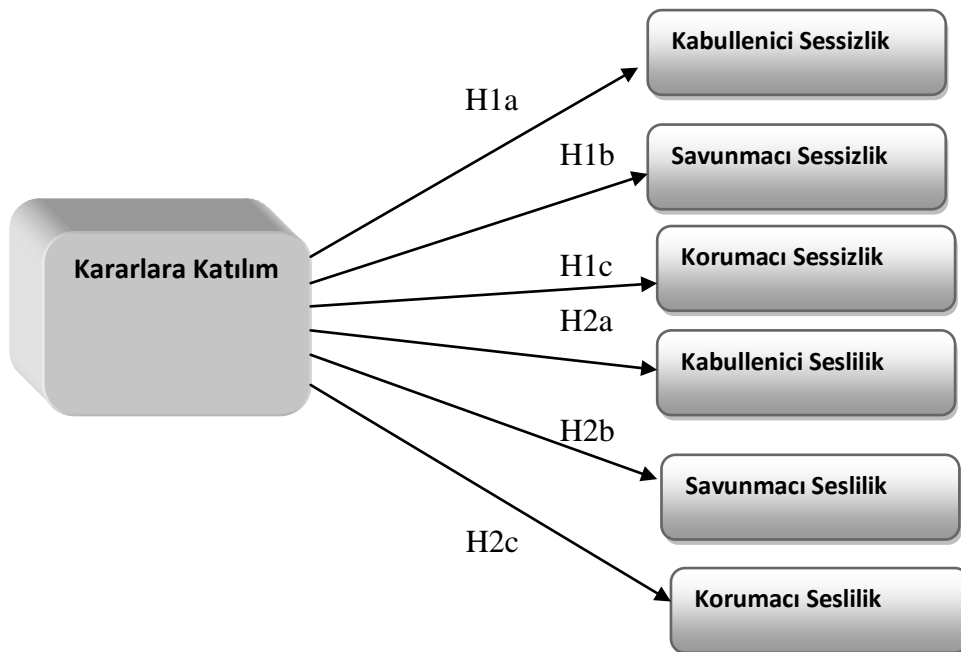 Kabullenici Sessizlik
H1a
Savunmacı Sessizlik
H1b
Kararlara Katılım
Korumacı Sessizlik
H1c
H2a
Kabullenici Seslilik
H2b
Savunmacı Seslilik
H2c
Korumacı Seslilik